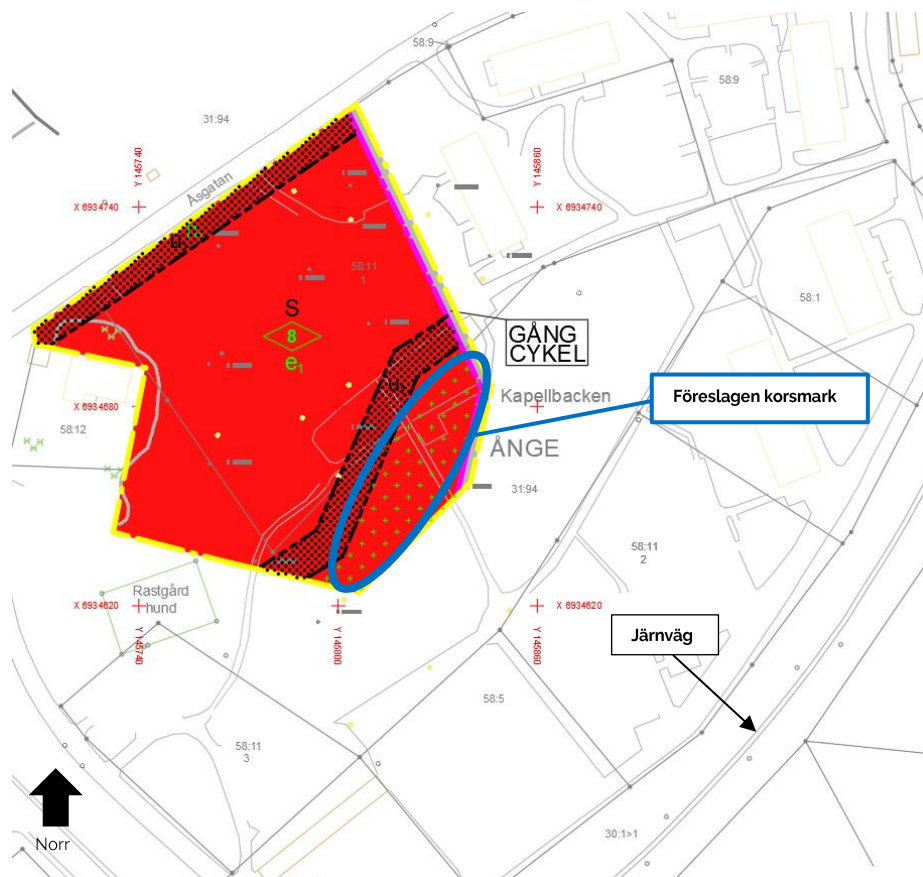 58:9
31:94
58:9
Åsgatan
Y 145740
Y 145860
X 6934740
X 6934740
n
u
58:11
1
58:1
S
8
e₁
GÅNG
CYKEL
u
Kapellbacken
Föreslagen korsmark
X 6934680
58:12
ÅNGE
31:94
58:11
2
Rastgård
hund
X 6934620
X 6934620
Y 145740
Y 145800
Y 145860
Järnväg
58:5
58:11
3
Norr
30:1>1